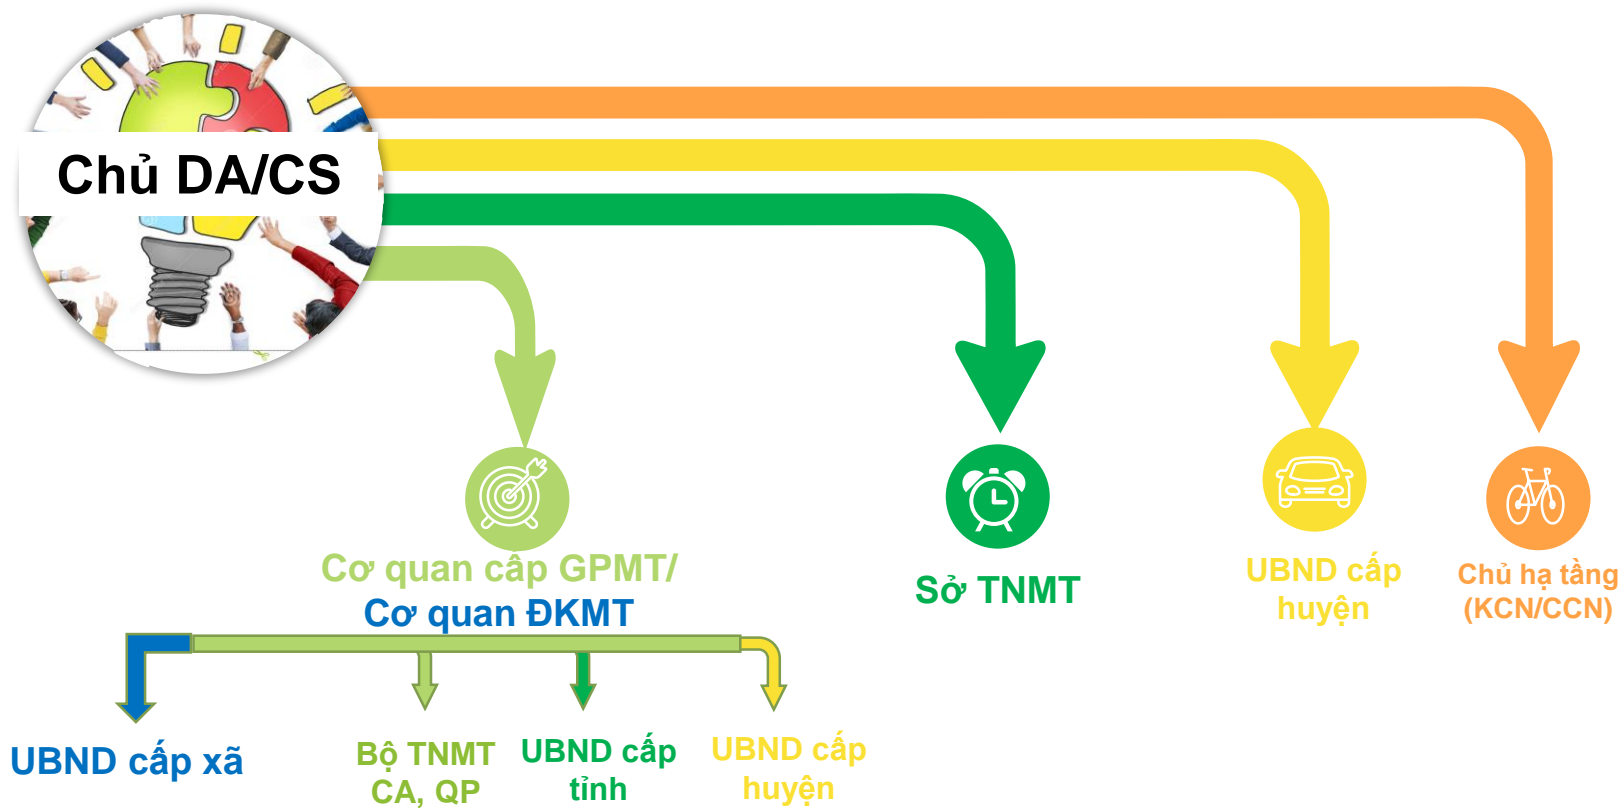 Chủ DA/CS
Cơ quan cấp GPMT/
Cơ quan ĐKMT
Sở TNMT
UBND cấp
huyện
Chủ hạ tầng
(KCN/CCN)
UBND cấp xã
Bộ TNMT
CA, QP
UBND cấp
tỉnh
UBND cấp
huyện